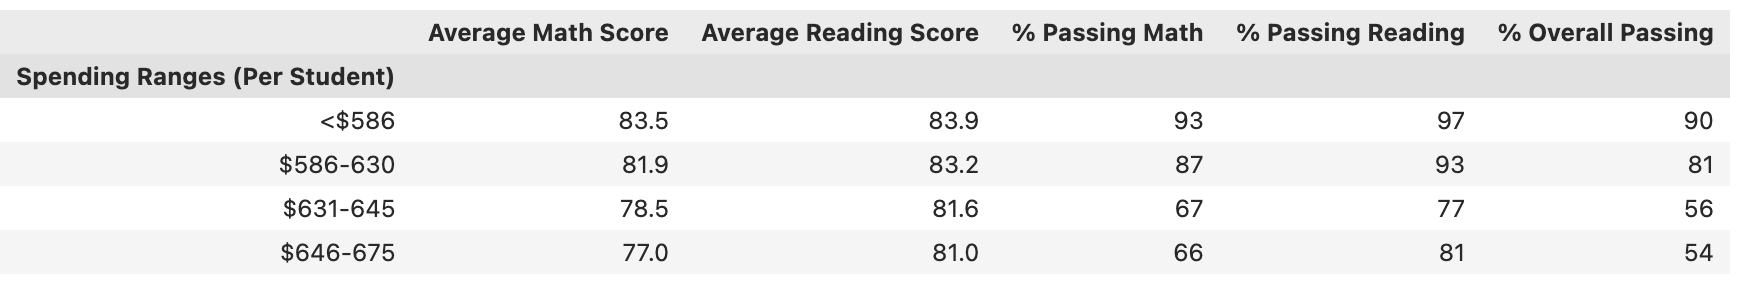 Average Math Score Average Reading Score % Passing Math % Passing Reading % Overall Passing
Spending Ranges (Per Student)
<$586 83.5 83.9 93 97 90
$586-630 81.9 83.2 87 93 81
$631-645 78.5 81.6 67 77 56
$646-675 77.0 81.0 66 81 54